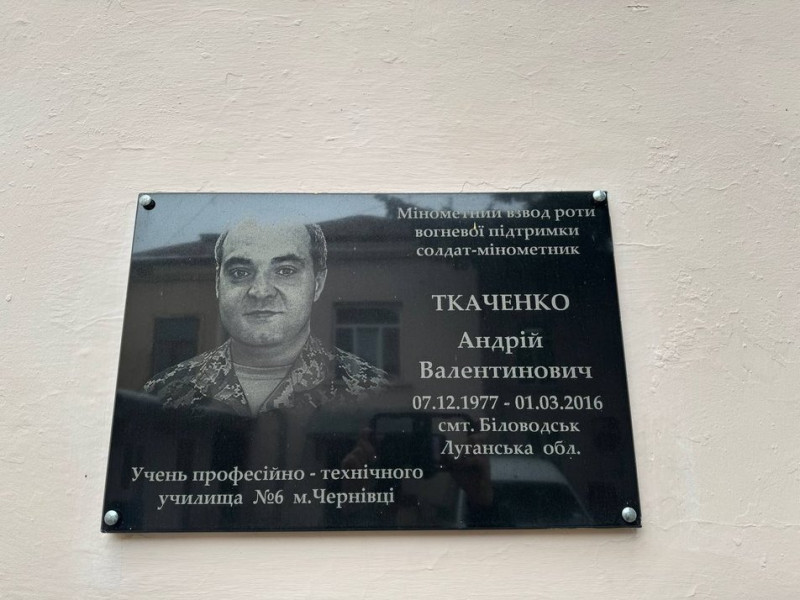 Мінометний взвод роти
вогневої підтримки
солдат-мінометник
ТКАЧЕНКО
Андрій
Валентинович
07.12.1977 - 01.03.2016
смт. Біловодськ
Луганська обл.
Учень професійно - технічного
училища №6 м.Чернівці